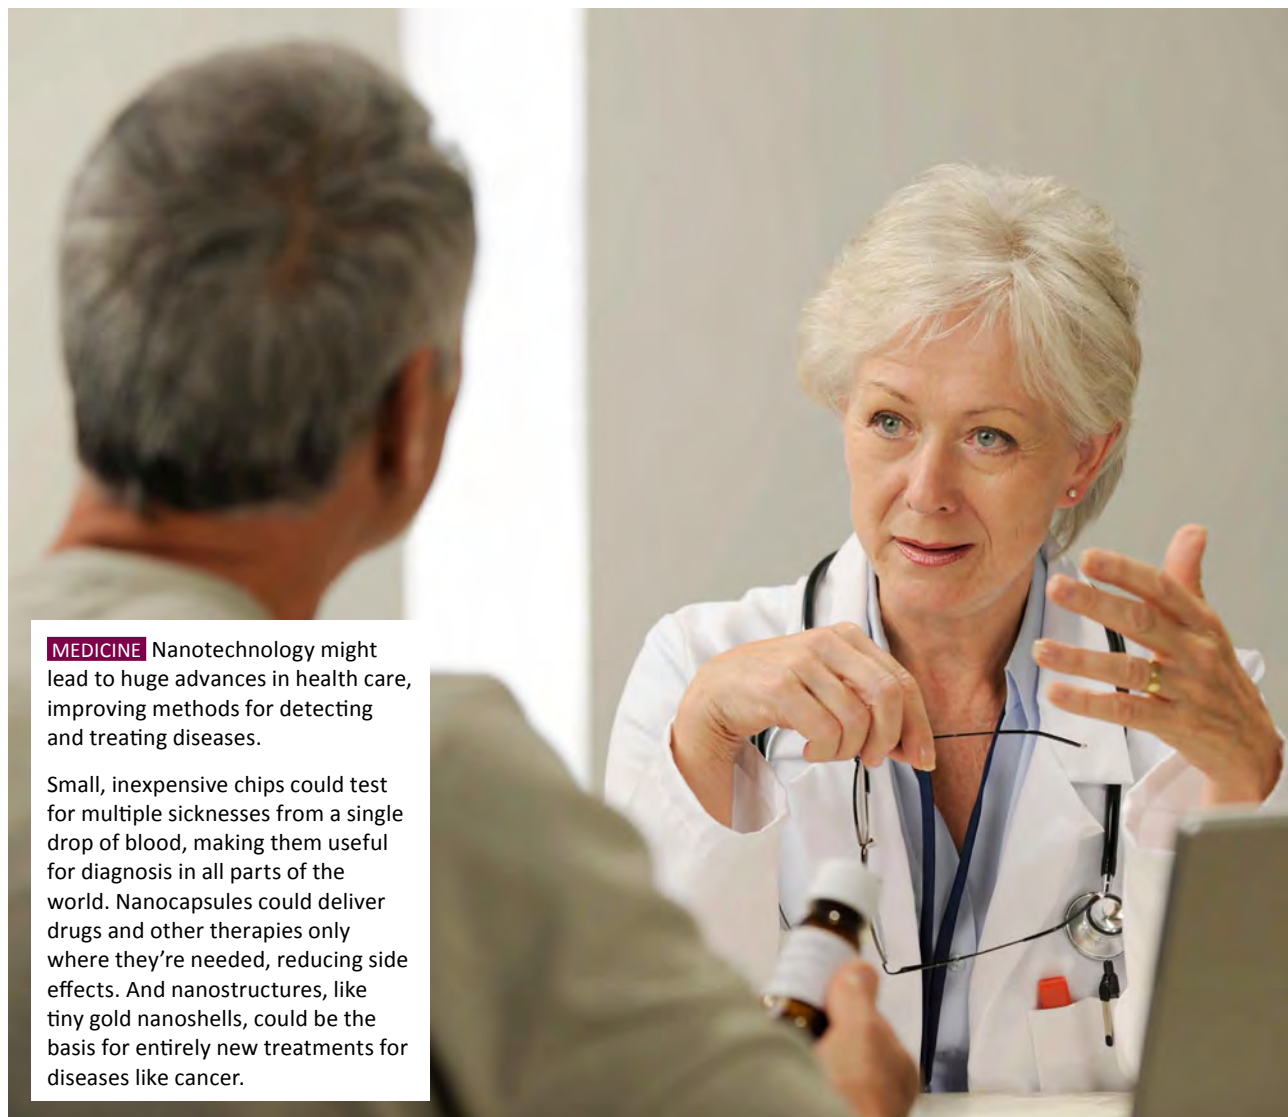 MEDICINE Nanotechnology might
lead to huge advances in health care,
improving methods for detecting
and treating diseases.
Small, inexpensive chips could test
for multiple sicknesses from a single
drop of blood, making them useful
for diagnosis in all parts of the
world. Nanocapsules could deliver
drugs and other therapies only
where they’re needed, reducing side
effects. And nanostructures, like
tiny gold nanoshells, could be the
basis for entirely new treatments for
diseases like cancer.